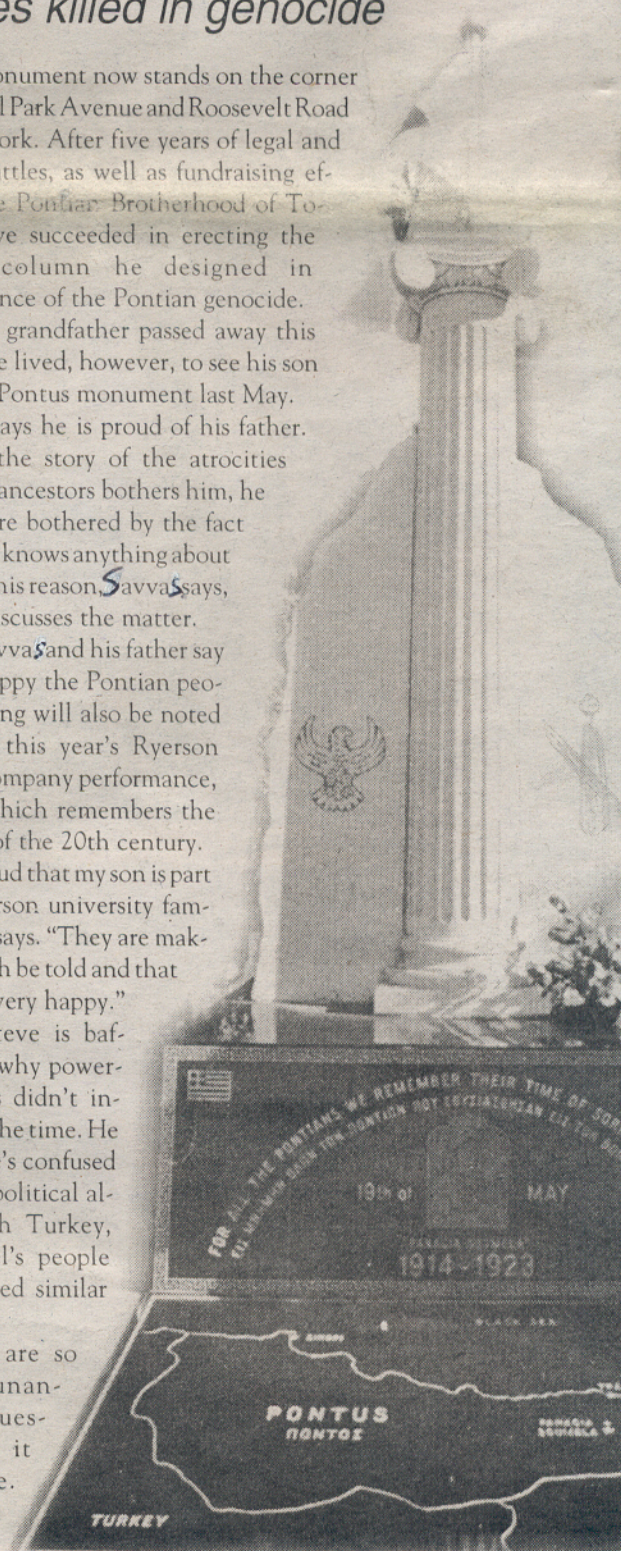 es killed in genocide
onument now stands on the corner
l Park Avenue and Roosevelt Road
ork. After five years of legal and
ttles, as well as fundraising ef-
e Pontian Brotherhood of To-
ve succeeded in erecting the
column he designed in
nce of the Pontian genocide.
grandfather passed away this
e lived, however, to see his son
Pontus monument last May.
ays he is proud of his father.
the story of the atrocities
ancestors bothers him, he
re bothered by the fact
knows anything about
his reason, Savvas says,
scusses the matter.
vvas and his father say
ppy the Pontian peo-
ng will also be noted
this year's Ryerson
ompany performance,
hich remembers the
of the 20th century.
ud that my son is part
rson university fam-
says. “They are mak-
h be told and that
very happy.”
teve is baf-
why power-
s didn't in-
he time. He
e's confused
political al-
h Turkey,
l's people
ed similar
are so
unan-
ues-
it
e.
FOR ALL THE PONTIANS WE REMEMBER THEIR TIME OF SOR
19th of MAY
1914-1923
BLACK SEA
PONTUS
ΠΟΝΤΟΣ
TURKEY